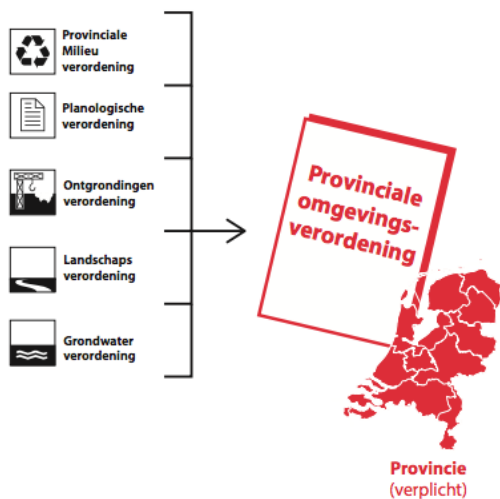 Provinciale
Milieu
verordening
Planologische
verordening
Ontgrondingen
verordening
Landschaps
verordening
Grondwater
verordening
Provinciale
omgevings-
verordening
Provincie
(verplicht)